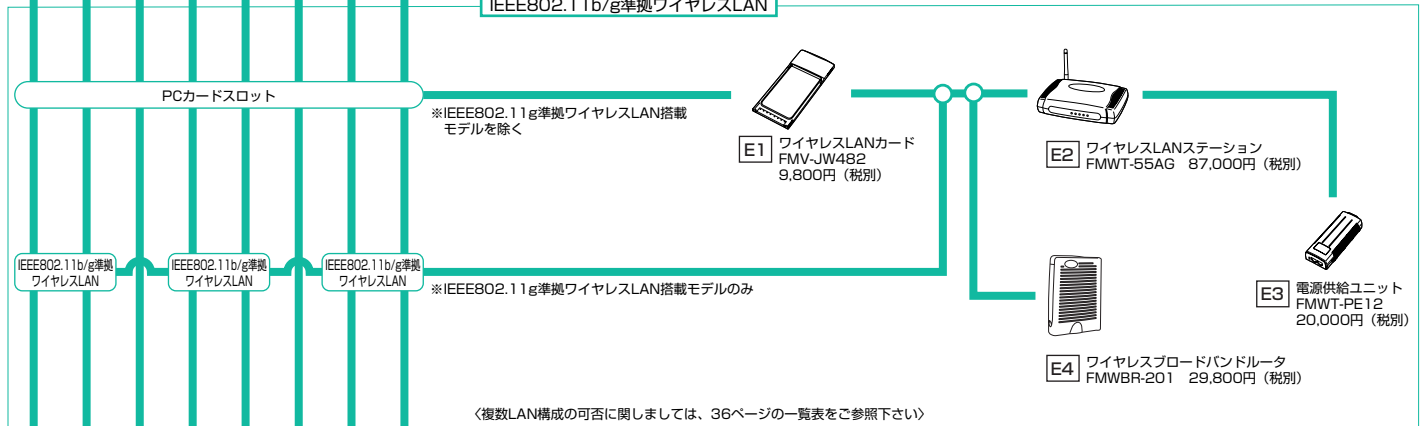 IEEE802.11b/g準拠ワイヤレスLAN
PCカードスロット
※IEEE802.11g準拠ワイヤレスLAN搭載
モデルを除く
E1 ワイヤレスLANカード
FMV-JW482
9,800円（税別）
E2 ワイヤレスLANステーション
FMWT-55AG 87,000円（税別）
IEEE802.11b/g準拠
ワイヤレスLAN
IEEE802.11b/g準拠
ワイヤレスLAN
IEEE802.11b/g準拠
ワイヤレスLAN
※IEEE802.11g準拠ワイヤレスLAN搭載モデルのみ
E3 電源供給ユニット
FMWT-PE12
20,000円（税別）
E4 ワイヤレスブロードバンドルータ
FMWBR-201 29,800円（税別）
〈複数LAN構成の可否に関しましては、36ページの一覧表をご参照下さい〉